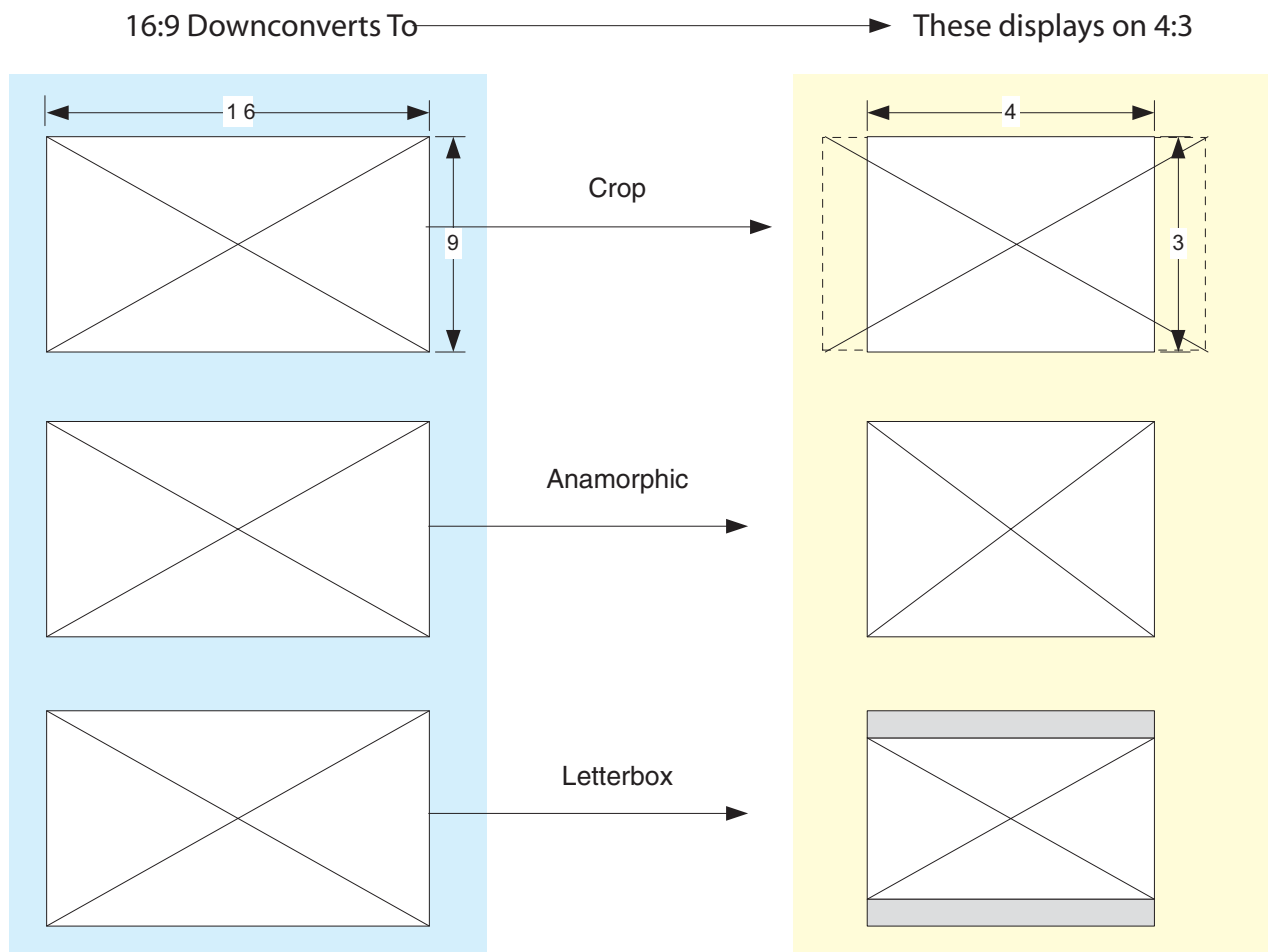 16:9 Downconverts To
These displays on 4:3
1 6
4
Crop
9
3
Anamorphic
Letterbox